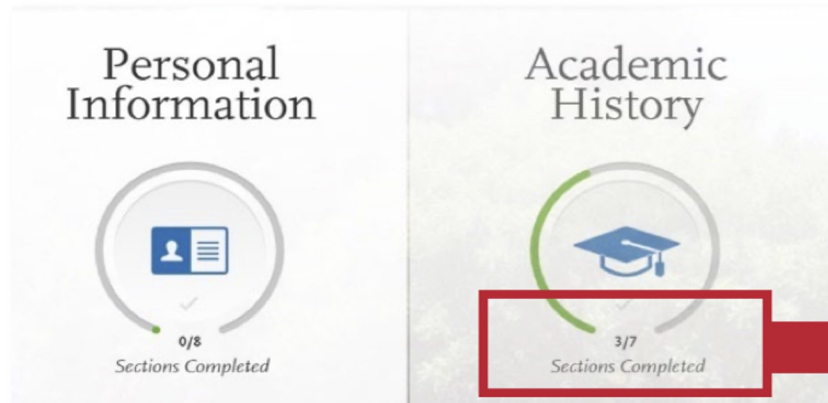 Personal
Information
0/8
Sections Completed
Academic
History
3/7
Sections Completed